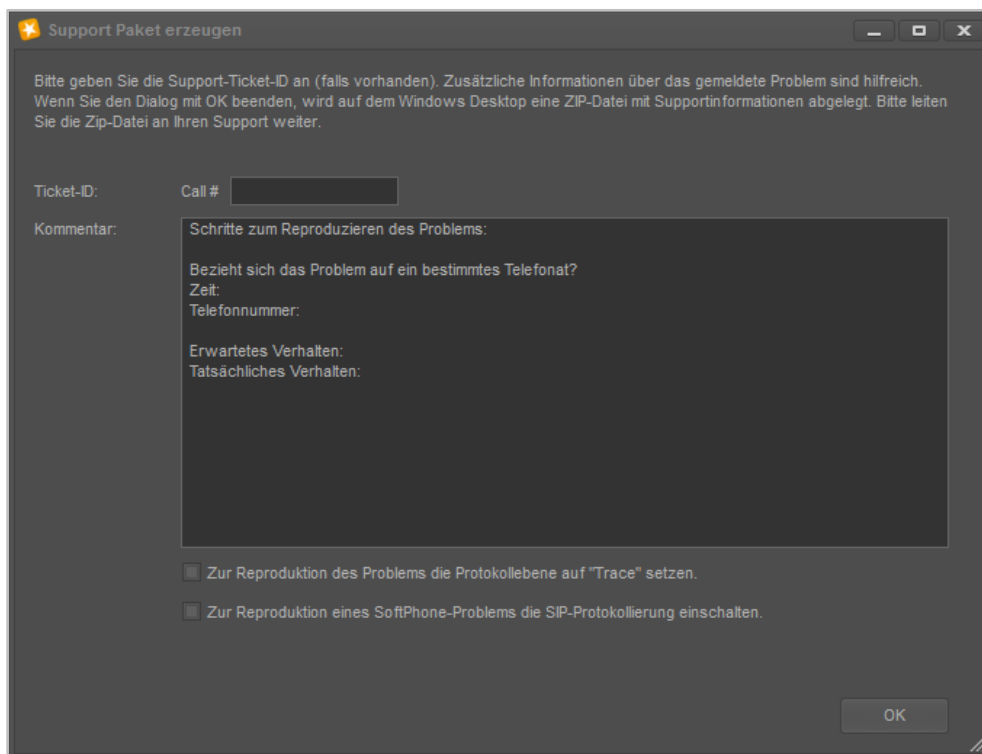 Support Paket erzeugen
Bitte geben Sie die Support-Ticket-ID an (falls vorhanden). Zusätzliche Informationen über das gemeldete Problem sind hilfreich.
Wenn Sie den Dialog mit OK beenden, wird auf dem Windows Desktop eine ZIP-Datei mit Supportinformationen abgelegt. Bitte leiten
Sie die Zip-Datei an Ihren Support weiter.
Ticket-ID: Call #
Kommentar: Schritte zum Reproduzieren des Problems:
Bezieht sich das Problem auf ein bestimmtes Telefonat?
Zeit:
Telefonnummer:
Erwartetes Verhalten:
Tatsächliches Verhalten:
Zur Reproduktion des Problems die Protokollebene auf "Trace" setzen.
Zur Reproduktion eines SoftPhone-Problems die SIP-Protokollierung einschalten.
OK